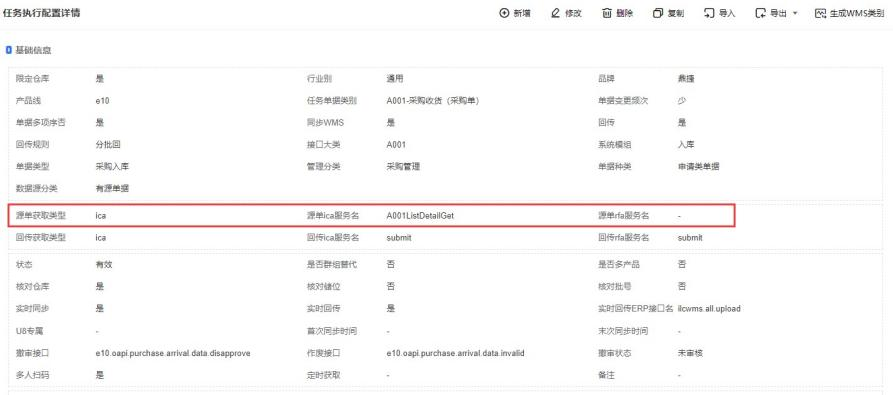 任务执行配置详情 新增 修改 删除 复制 导入 导出 生成WMS类别
基础信息
限定仓库 是 行业别 通用 品牌 鼎捷
产品线 e10 任务单据类别 A001-采购收货（采购单） 单据变更频次 少
单据多项序否 是 同步WMS 是 回传 是
回传规则 分批回 接口大类 A001 系统模组 入库
单据类型 采购入库 管理分类 采购管理 单据种类 申请类单据
数据源分类 有源单据
源单获取类型 ica 源单ica服务名 A001ListDetailGet 源单rfa服务名 -
回传获取类型 ica 回传ica服务名 submit 回传rfa服务名 submit
状态 有效 是否群组替代 否 是否多产品 否
核对仓库 是 核对储位 否 核对批号 否
实时同步 是 实时回传 是 实时回传ERP接口名 ilcwms.all.upload
U8专属 - 首次同步时间 - 末次同步时间 -
撤审接口 e10.oapi.purchase.arrival.data.disapprove 作废接口 e10.oapi.purchase.arrival.data.invalid 撤审状态 未审核
多人扫码 是 定时获取 - 备注 -